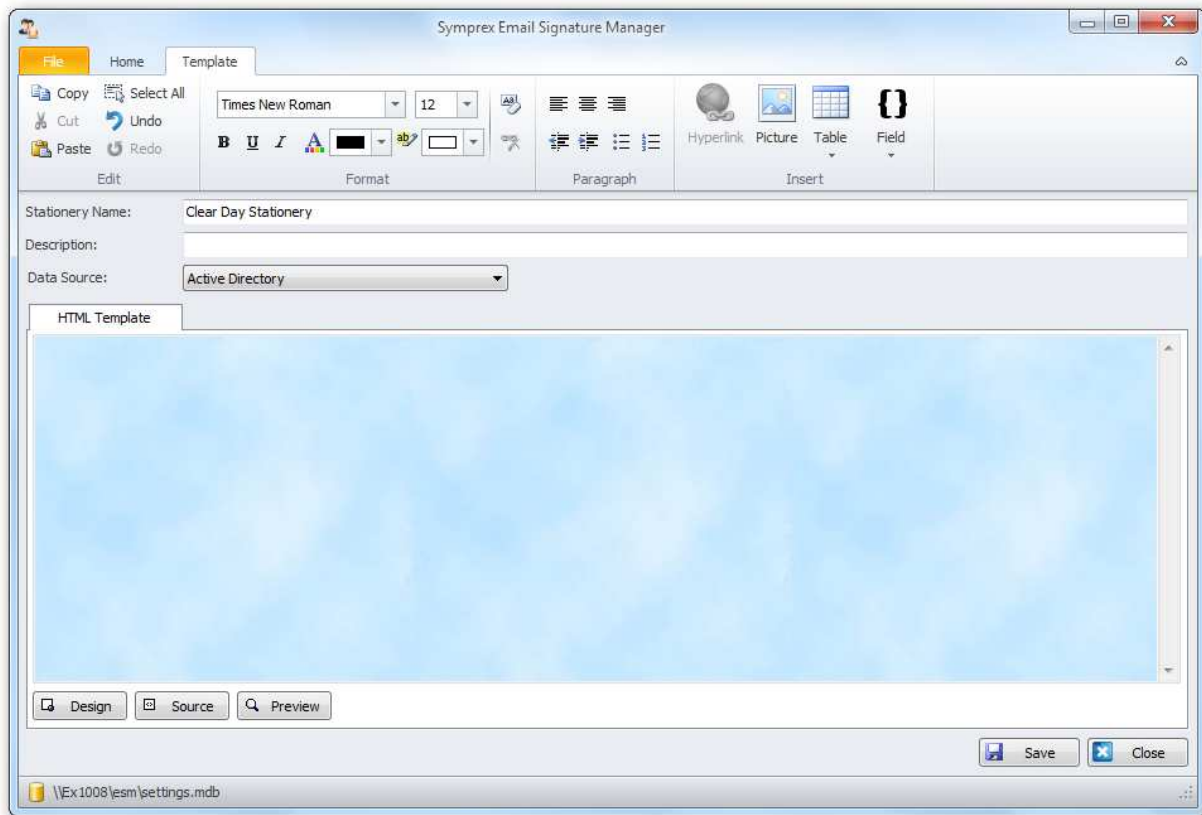 Symprex Email Signature Manager
File Home Template
Copy Select All
Cut Undo
Paste Redo
Edit
Times New Roman 12
B U I A ab
Format
Paragraph
Hyperlink Picture Table Field
Insert
Stationery Name: Clear Day Stationery
Description:
Data Source: Active Directory
HTML Template
Design Source Preview
Save Close
\\Ex1008\esm\settings.mdb